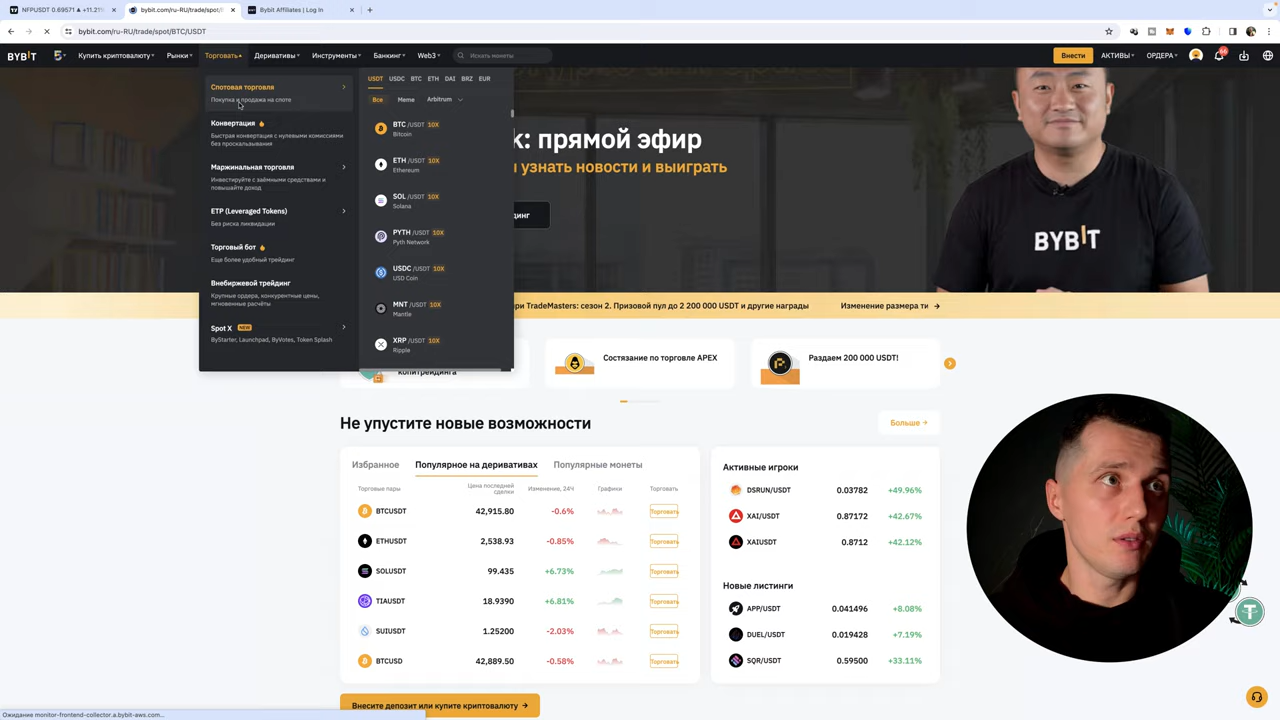 NFPUSDT 0.69571 ▲ +11.21%
bybit.com/ru-RU/trade/spot/B
Bybit Affiliates | Log In
bybit.com/ru-RU/trade/spot/BTC/USDT
BYBIT
Купить криптовалюту
Рынки
Торговать
Деривативы
Инструменты
Банкинг
Web3
Искать монеты
Ввести
АКТИВЫ
ОРДЕРА
66
Спотовая торговля
Покупка и продажа на споте
Конвертация
Быстрая конвертация с нулевыми комиссиями
без проскальзывания
Маржинальная торговля
Инвестируйте с заёмными средствами и
повышайте доход
ETP (Leveraged Tokens)
Без риска ликвидации
Торговый бот
Еще более удобный трейдинг
Внебиржевой трейдинг
Крупные ордера, конкурентные цены,
мгновенные расчёты
Spot X NEW
ByStarter, Launchpad, ByVotes, Token Splash
USDT USDC BTC ETH DAI BRZ EUR
Все Meme Arbitrum
BTC /USDT 10X
Bitcoin
ETH /USDT 10X
Ethereum
SOL /USDT 10X
Solana
PYTH /USDT 10X
Pyth Network
USDC /USDT 10X
USD Coin
MNT /USDT 10X
Mantle
XRP /USDT 10X
Ripple
k: прямой эфир
узнать новости и выиграть
динг
BYBIT
ри TradeMasters: сезон 2. Призовой пул до 2 200 000 USDT и другие награды
Изменение размера ти
копитрейдинга
Состязание по торговле APEX
Раздаем 200 000 USDT!
Не упустите новые возможности
Больше
Избранное
Популярное на деривативах
Популярные монеты
Торговые пары
Цена последней
сделки
Изменение, 24Ч
Графики
Торговать
BTCUSDT 42,915.80 -0.6% Торговать
ETHUSDT 2,538.93 -0.85% Торговать
SOLUSDT 99.435 +6.73% Торговать
TIAUSDT 18.9390 +6.81% Торговать
SUIUSDT 1.25200 -2.03% Торговать
BTCUSD 42,889.50 -0.58% Торговать
Активные игроки
DSRUN/USDT 0.03782 +49.96%
XAI/USDT 0.87172 +42.67%
XAIUSDT 0.8712 +42.12%
Новые листинги
APP/USDT 0.041496 +8.08%
DUEL/USDT 0.019428 +7.19%
SQR/USDT 0.59500 +33.11%
Внесите депозит или купите криптовалюту
Ожидание monitor-frontend-collector.a.bybit-aws.com...